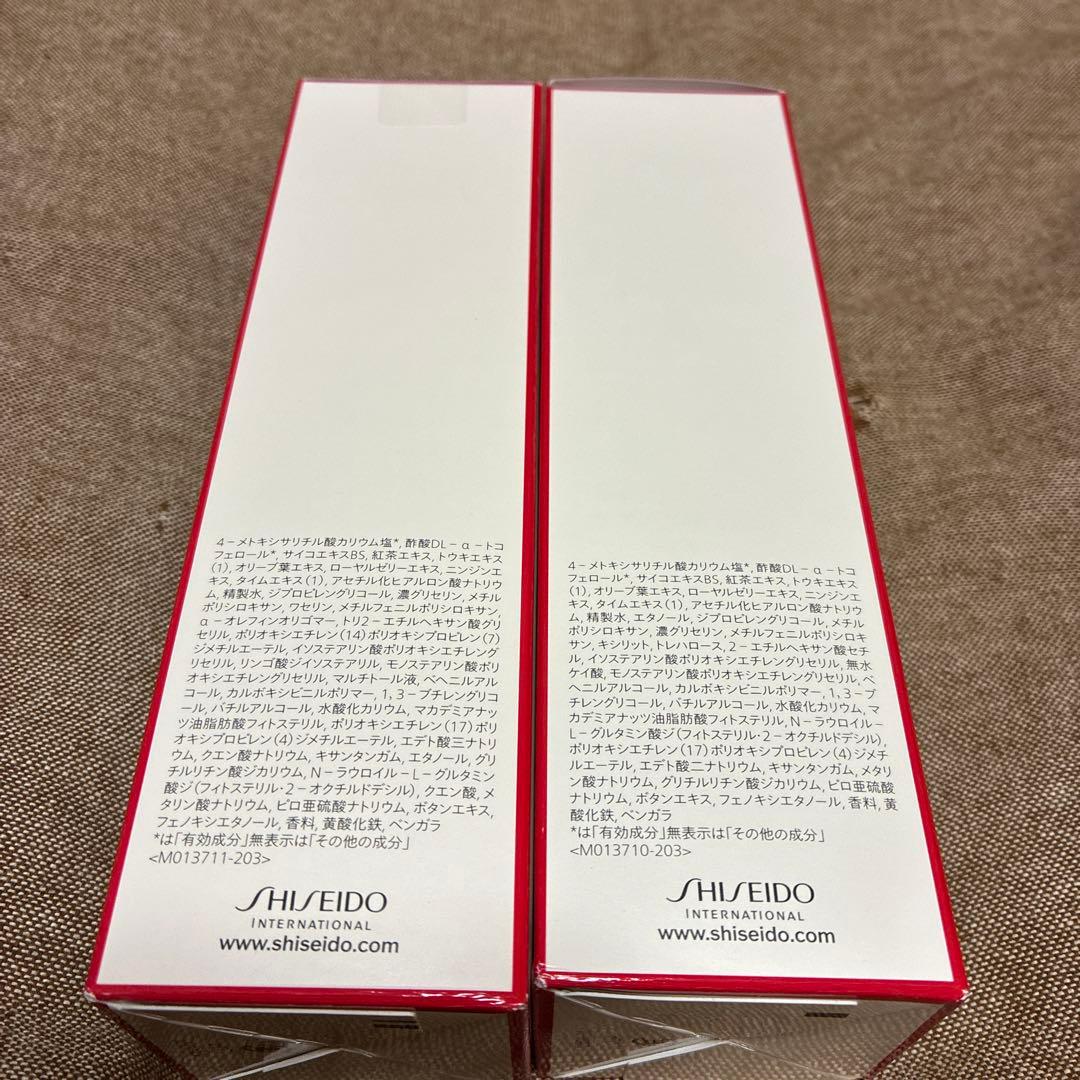 4－メトキシサリチル酸カリウム塩*, 酢酸DL－α－トコ
フェロール*, サイコエキスBS, 紅茶エキス, トウキエキス
(1), オリーブ葉エキス, ローヤルゼリーエキス, ニンジンエ
キス, タイムエキス(1), アセチル化ヒアルロン酸ナトリウ
ム, 精製水, ジプロピレングリコール, 濃グリセリン, メチル
ポリシロキサン, ワセリン, メチルフェニルポリシロキサン,
α－オレフィンオリゴマー, トリ2－エチルヘキサン酸グリ
セリル, ポリオキシエチレン(14)ポリオキシプロピレン(7)
ジメチルエーテル, イソステアリン酸ポリオキシエチレング
リセリル, リンゴ酸ジイソステアリル, モノステアリン酸ポリ
オキシエチレングリセリル, マルチトール液, ベヘニルアル
コール, カルボキシビニルポリマー, 1,3－ブチレングリコ
ール, バチルアルコール, 水酸化カリウム, マカデミアナッ
ツ油脂肪酸フィトステリル, ポリオキシエチレン(17)ポリ
オキシプロピレン(4)ジメチルエーテル, エデト酸三ナトリ
ウム, クエン酸ナトリウム, キサンタンガム, エタノール, グリ
チルリチン酸ジカリウム, N－ラウロイル－L－グルタミン
酸ジ(フィトステリル・2－オクチルドデシル), クエン酸, メ
タリン酸ナトリウム, ピロ亜硫酸ナトリウム, ボタンエキス,
フェノキシエタノール, 香料, 黄酸化鉄, ベンガラ
*は「有効成分」無表示は「その他の成分」
<M013711-203>
SHISEIDO
INTERNATIONAL
www.shiseido.com
4－メトキシサリチル酸カリウム塩*, 酢酸DL－α－トコ
フェロール*, サイコエキスBS, 紅茶エキス, トウキエキス
(1), オリーブ葉エキス, ローヤルゼリーエキス, ニンジンエ
キス, タイムエキス(1), アセチル化ヒアルロン酸ナトリウ
ム, 精製水, エタノール, ジプロピレングリコール, メチル
ポリシロキサン, 濃グリセリン, メチルフェニルポリシロキ
サン, キシリット, トレハロース, 2－エチルヘキサン酸セチ
ル, イソステアリン酸ポリオキシエチレングリセリル, 無水
ケイ酸, モノステアリン酸ポリオキシエチレングリセリル, ベ
ヘニルアルコール, カルボキシビニルポリマー, 1,3－ブ
チレングリコール, バチルアルコール, 水酸化カリウム, マ
カデミアナッツ油脂肪酸フィトステリル, N－ラウロイル－
L－グルタミン酸ジ(フィトステリル・2－オクチルドデシル),
ポリオキシエチレン(17)ポリオキシプロピレン(4)ジメチ
ルエーテル, エデト酸二ナトリウム, キサンタンガム, メタリ
ン酸ナトリウム, グリチルリチン酸ジカリウム, ピロ亜硫酸
ナトリウム, ボタンエキス, フェノキシエタノール, 香料, 黄
酸化鉄, ベンガラ
*は「有効成分」無表示は「その他の成分」
<M013710-203>
SHISEIDO
INTERNATIONAL
www.shiseido.com